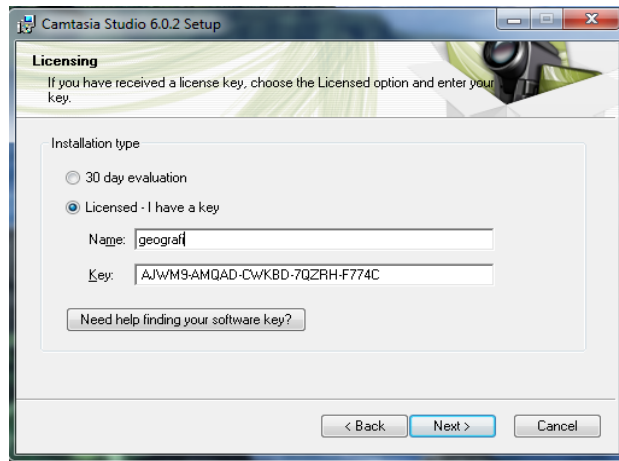 Camtasia Studio 6.0.2 Setup
Licensing
If you have received a license key, choose the Licensed option and enter your
key.
Installation type
30 day evaluation
Licensed - I have a key
Name: geografi
Key: AJWM9-AMQAD-CWKBD-7QZRH-F774C
Need help finding your software key?
< Back Next > Cancel